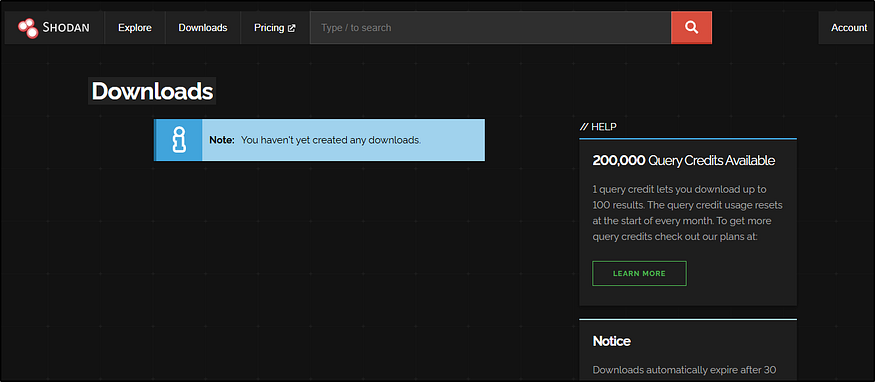 SHODAN Explore Downloads Pricing Type / to search Account
Downloads
Note: You haven't yet created any downloads.
// HELP
200,000 Query Credits Available
1 query credit lets you download up to
100 results. The query credit usage resets
at the start of every month. To get more
query credits check out our plans at:
LEARN MORE
Notice
Downloads automatically expire after 30